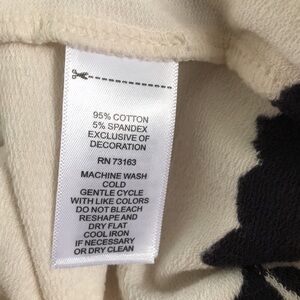 95% COTTON
5% SPANDEX
EXCLUSIVE OF
DECORATION
RN 73163
MACHINE WASH
COLD
GENTLE CYCLE
WITH LIKE COLORS
DO NOT BLEACH
RESHAPE AND
DRY FLAT
COOL IRON
IF NECESSARY
OR DRY CLEAN